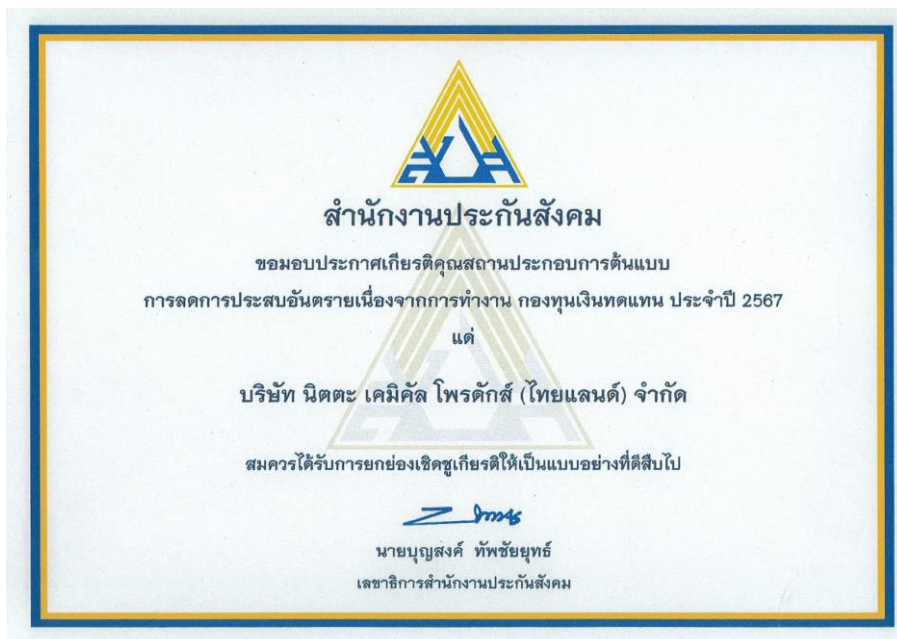 สำนักงานประกันสังคม
ขอมอบประกาศเกียรติคุณสถานประกอบการต้นแบบ
การลดการประสบอันตรายเนื่องจากการทำงาน กองทุนเงินทดแทน ประจำปี 2567
แด่
บริษัท นิตตะ เคมิคัล โพรดักส์ (ไทยแลนด์) จำกัด
สมควรได้รับการยกย่องเชิดชูเกียรติให้เป็นแบบอย่างที่ดีสืบไป
นายบุญสงค์ ทัพชัยยุทธ์
เลขาธิการสำนักงานประกันสังคม